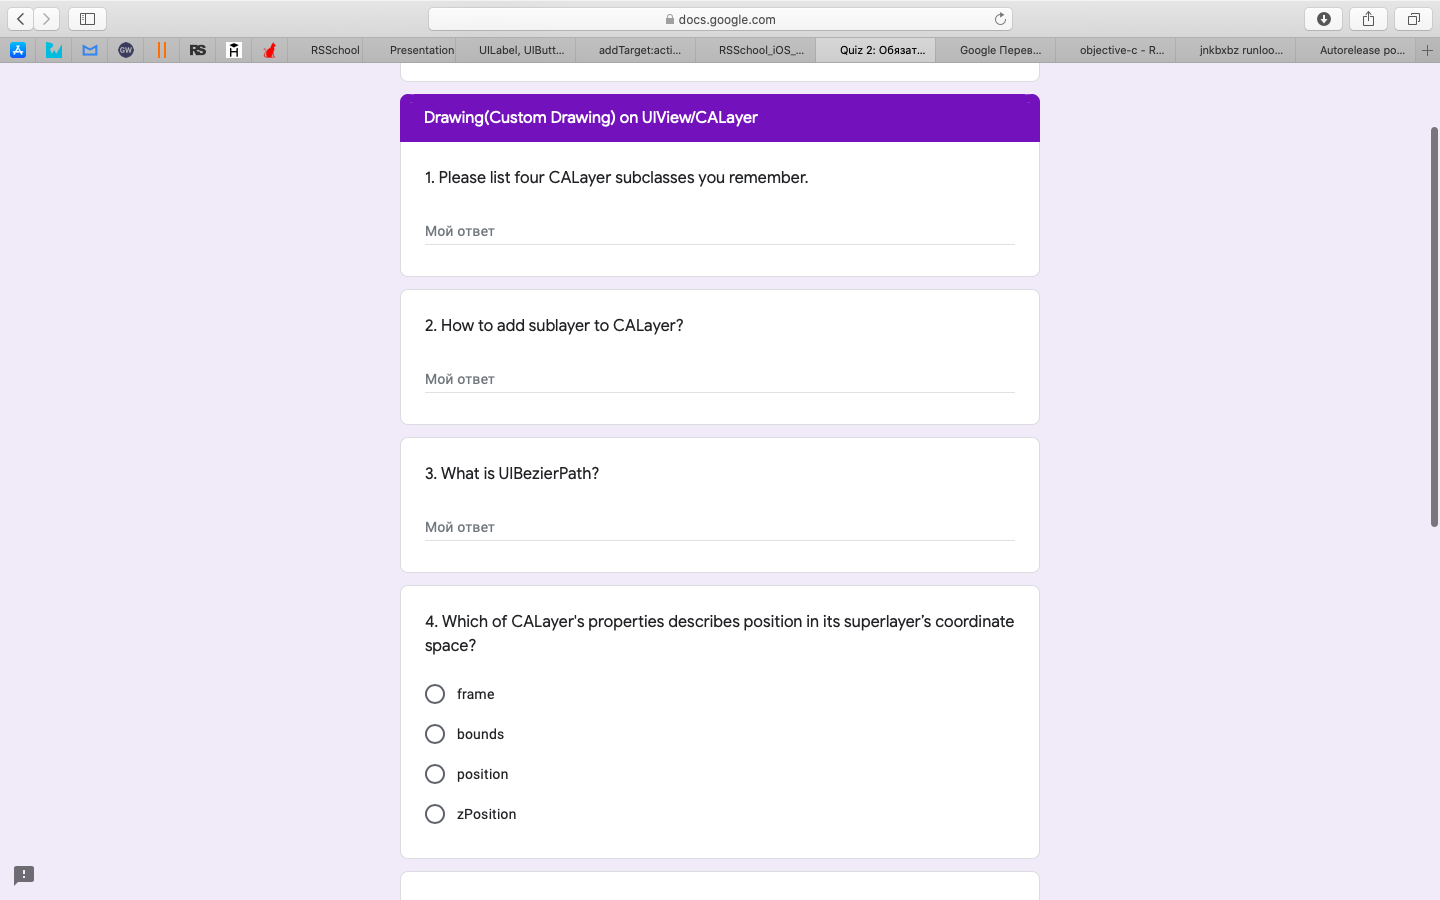 docs.google.com
GW
RS
H
RSSchool
Presentation
UILabel, UIButt...
addTarget:acti...
RSSchool_iOS_...
Quiz 2: Обязат...
Google Перев...
objective-c - R...
jnkbxbz runloo...
Autorelease po...
Drawing(Custom Drawing) on UIView/CALayer
1. Please list four CALayer subclasses you remember.
Мой ответ
2. How to add sublayer to CALayer?
Мой ответ
3. What is UIBezierPath?
Мой ответ
4. Which of CALayer's properties describes position in its superlayer’s coordinate
space?
frame
bounds
position
zPosition